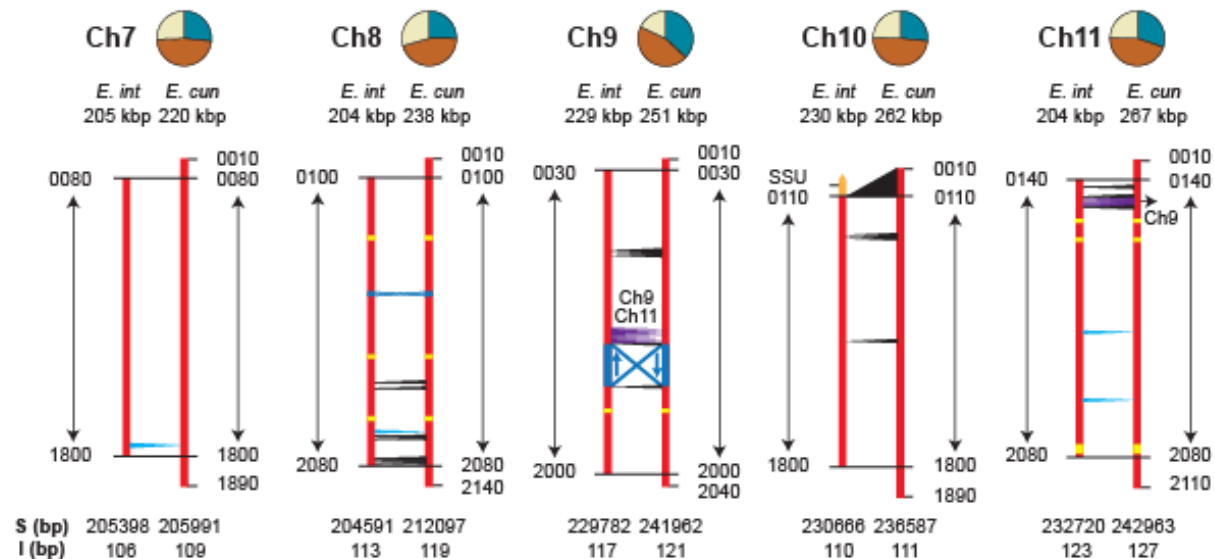 Ch7 Ch8 Ch9 Ch10 Ch11
E. int E. cun E. int E. cun E. int E. cun E. int E. cun E. int E. cun
205 kbp 220 kbp 204 kbp 238 kbp 229 kbp 251 kbp 230 kbp 262 kbp 204 kbp 267 kbp
0010 0010 0010 0010 0010
0080 0080 0100 0100 0030 0030 SSU 0140 0140
0110 0110
Ch9
Ch9
Ch11
1800 1800 2080 2080 2000 2000 1800 1800 2080 2080
1890 2140 2040 1890 2110
S (bp) 205398 205991 204591 212097 229782 241962 230666 236587 232720 242963
I (bp) 106 109 113 119 117 121 110 111 123 127